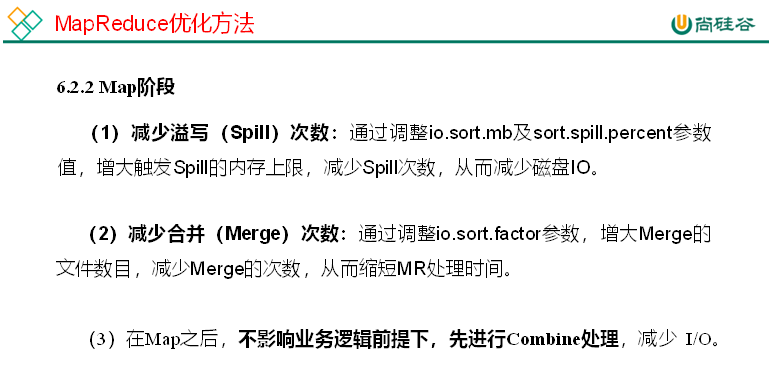 MapReduce优化方法
尚硅谷
6.2.2 Map阶段
（1）减少溢写（Spill）次数：通过调整io.sort.mb及sort.spill.percent参数
值，增大触发Spill的内存上限，减少Spill次数，从而减少磁盘IO。
（2）减少合并（Merge）次数：通过调整io.sort.factor参数，增大Merge的
文件数目，减少Merge的次数，从而缩短MR处理时间。
（3）在Map之后，不影响业务逻辑前提下，先进行Combine处理，减少 I/O。